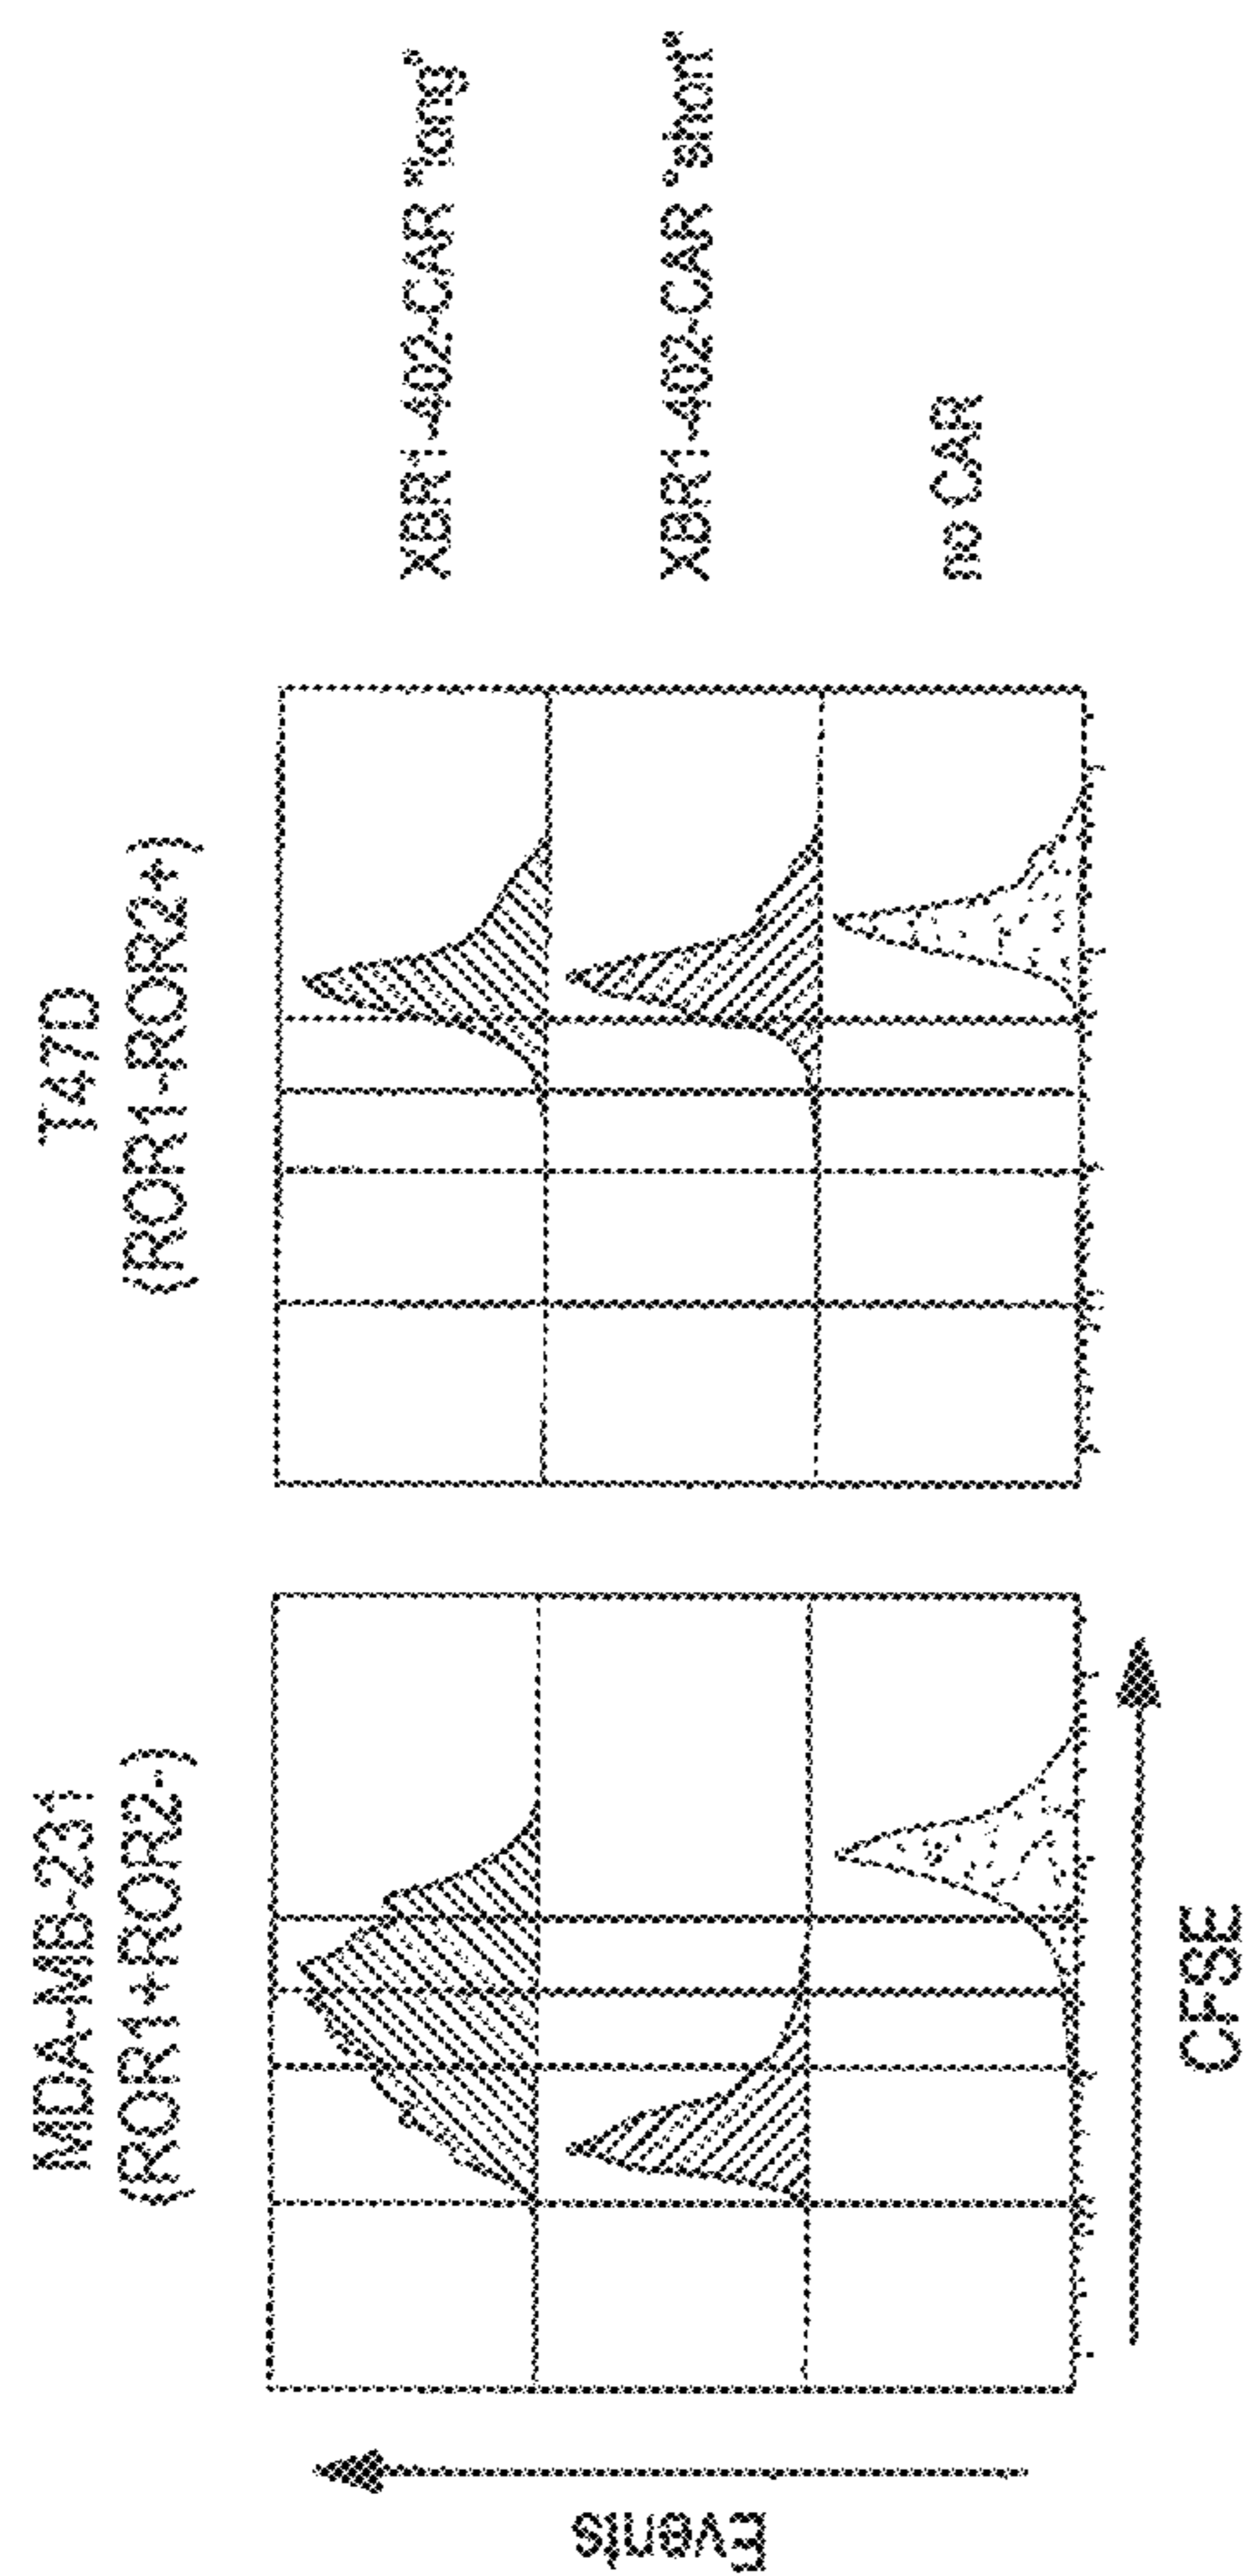 MDA-MB-231
(ROR1+ROR2-)
T47D
(ROR1-ROR2+)
XBR1-402-CAR "long"
XBR1-402-CAR "short"
no CAR
Events
CFSE